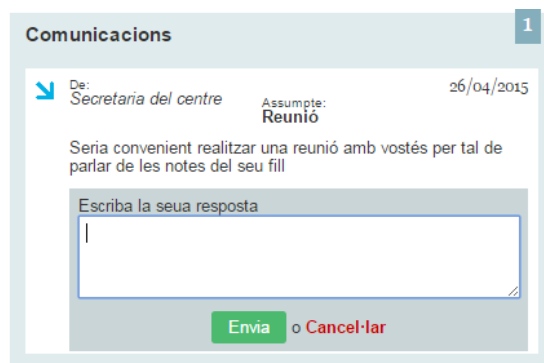 Comunicacions
1
De:
Secretaria del centre
Assumpte:
Reunió
26/04/2015
Seria convenient realitzar una reunió amb vostés per tal de
parlar de les notes del seu fill
Escriba la seua resposta
Envia o Cancel·lar